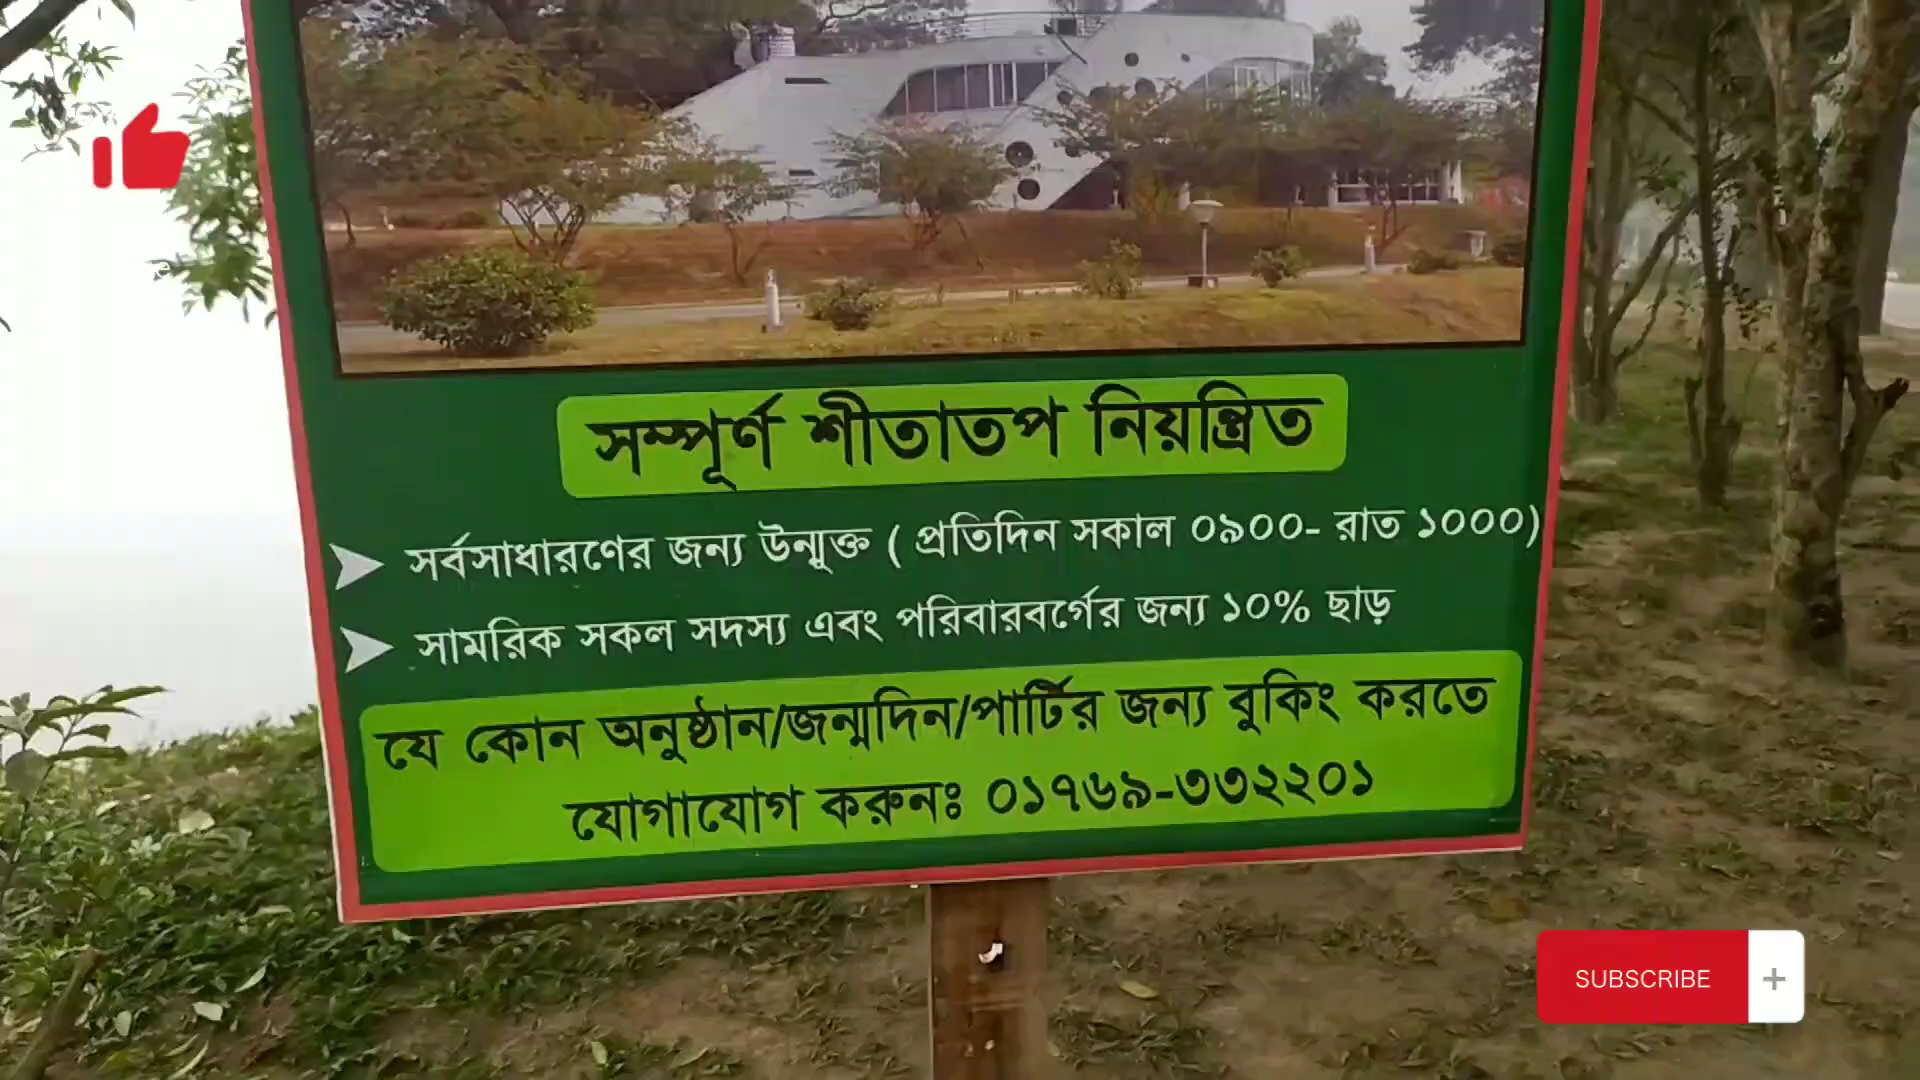 সম্পূর্ণ শীতাতপ নিয়ন্ত্রিত
সর্বসাধারণের জন্য উন্মুক্ত ( প্রতিদিন সকাল ০৯০০- রাত ১০০০)
সামরিক সকল সদস্য এবং পরিবারবর্গের জন্য ১০% ছাড়
যে কোন অনুষ্ঠান/জন্মদিন/পার্টির জন্য বুকিং করতে
যোগাযোগ করুনঃ ০১৭৬৯-৩৩২২০১
SUBSCRIBE +